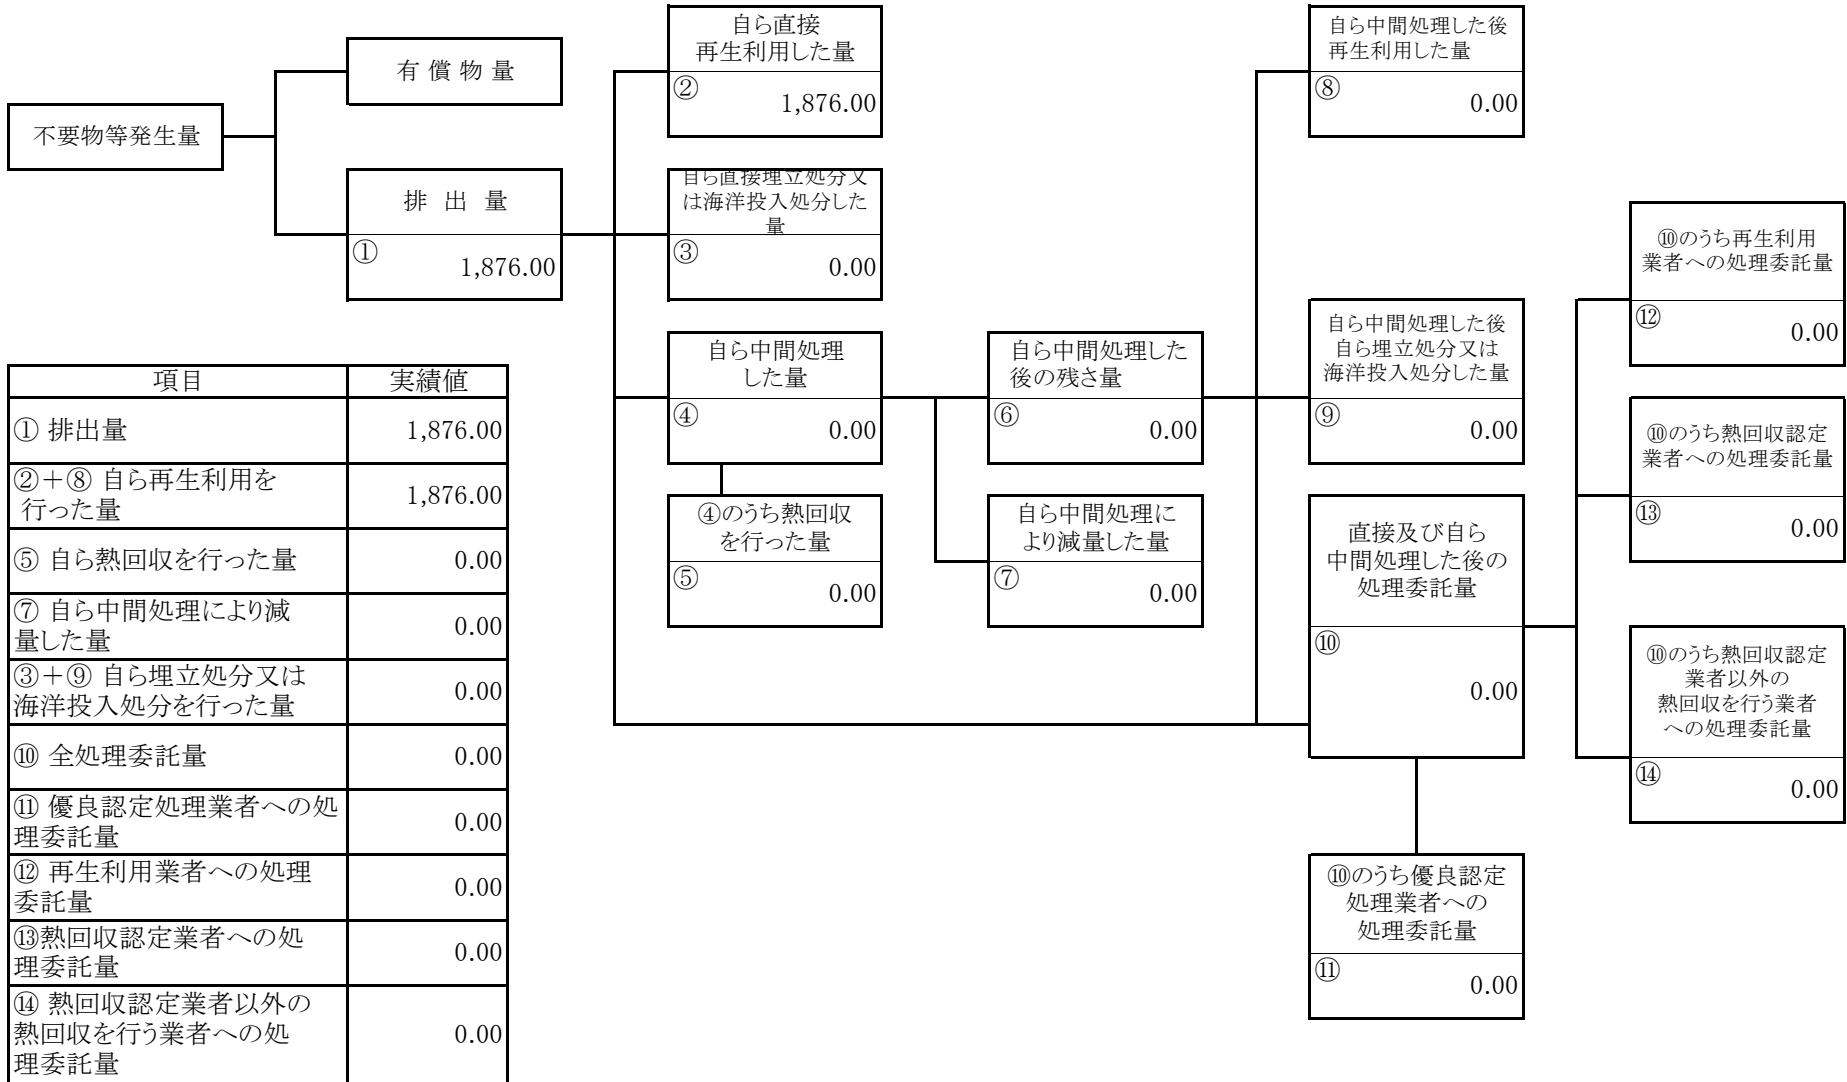 不要物等発生量
有 償 物 量
排 出 量
①
1,876.00
自ら直接
再生利用した量
②
1,876.00
自ら直接埋立処分又
は海洋投入処分した
量
③
0.00
自ら中間処理
した量
④
0.00
④のうち熱回収
を行った量
⑤
0.00
自ら中間処理した
後の残さ量
⑥
0.00
自ら中間処理に
より減量した量
⑦
0.00
自ら中間処理した後
再生利用した量
⑧
0.00
自ら中間処理した後
自ら埋立処分又は
海洋投入処分した量
⑨
0.00
直接及び自ら
中間処理した後の
処理委託量
⑩
0.00
⑩のうち優良認定
処理業者への
処理委託量
⑪
0.00
⑩のうち再生利用
業者への処理委託量
⑫
0.00
⑩のうち熱回収認定
業者への処理委託量
⑬
0.00
⑩のうち熱回収認定
業者以外の
熱回収を行う業者
への処理委託量
⑭
0.00
項目 実績値
① 排出量 1,876.00
②＋⑧ 自ら再生利用を
行った量 1,876.00
⑤ 自ら熱回収を行った量 0.00
⑦ 自ら中間処理により減
量した量 0.00
③＋⑨ 自ら埋立処分又は
海洋投入処分を行った量 0.00
⑩ 全処理委託量 0.00
⑪ 優良認定処理業者への処
理委託量 0.00
⑫ 再生利用業者への処理
委託量 0.00
⑬熱回収認定業者への処
理委託量 0.00
⑭ 熱回収認定業者以外の
熱回収を行う業者への処
理委託量 0.00